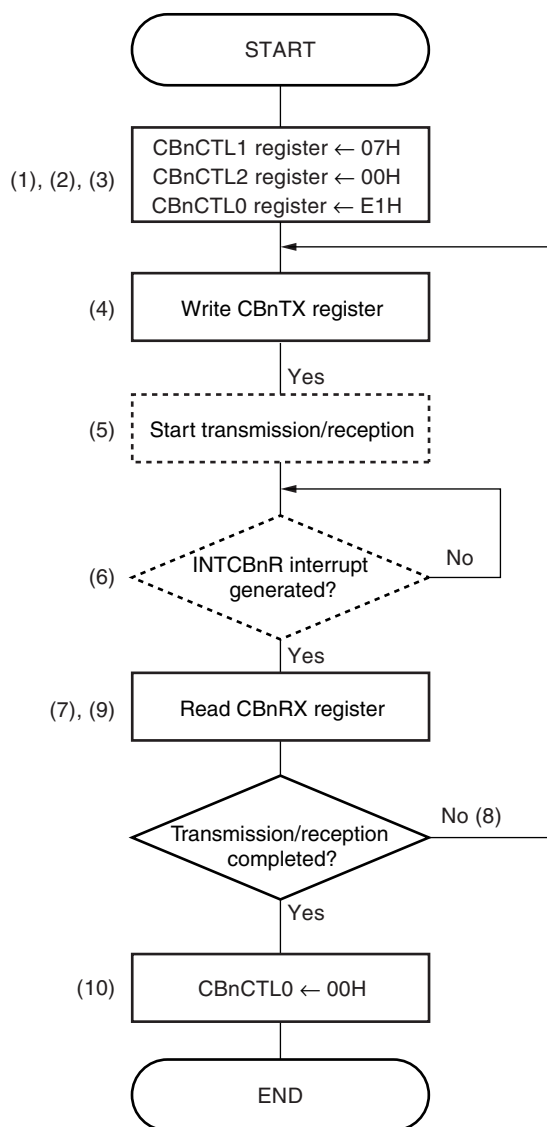 START
(1), (2), (3)
CBnCTL1 register ← 07H
CBnCTL2 register ← 00H
CBnCTL0 register ← E1H
(4)
Write CBnTX register
Yes
(5)
Start transmission/reception
(6)
INTCBnR interrupt
generated?
No
Yes
(7), (9)
Read CBnRX register
Transmission/reception
completed?
No (8)
Yes
(10)
CBnCTL0 ← 00H
END